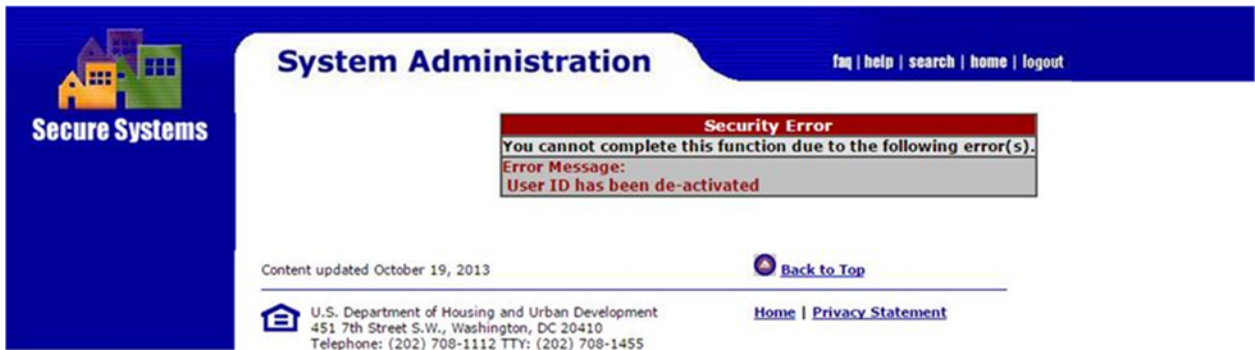 System Administration
faq | help | search | home | logout
Secure Systems
Security Error
You cannot complete this function due to the following error(s).
Error Message:
User ID has been de-activated
Content updated October 19, 2013
Back to Top
U.S. Department of Housing and Urban Development
451 7th Street S.W., Washington, DC 20410
Telephone: (202) 708-1112 TTY: (202) 708-1455
Home | Privacy Statement